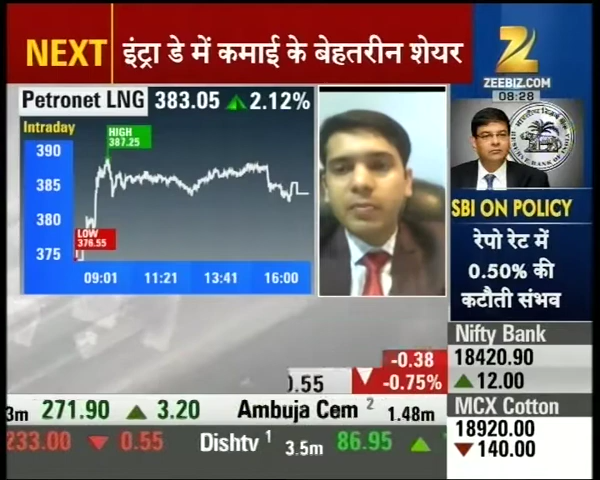 NEXT
इंट्रा डे में कमाई के बेहतरीन शेयर
ZEEBIZ.COM
08:28
Petronet LNG 383.05 2.12%
Intraday
HIGH
387.25
390
385
380
375
LOW
376.55
09:01 11:21 13:41 16:00
SBI ON POLICY
रेपो रेट में
0.50% की
कटौती संभव
Nifty Bank
18420.90
12.00
MCX Cotton
18920.00
140.00
-0.38
0.55 -0.75%
3m 271.90 3.20 Ambuja Cem 2 1.48m
233.00 0.55 Dishtv 1 3.5m 86.95